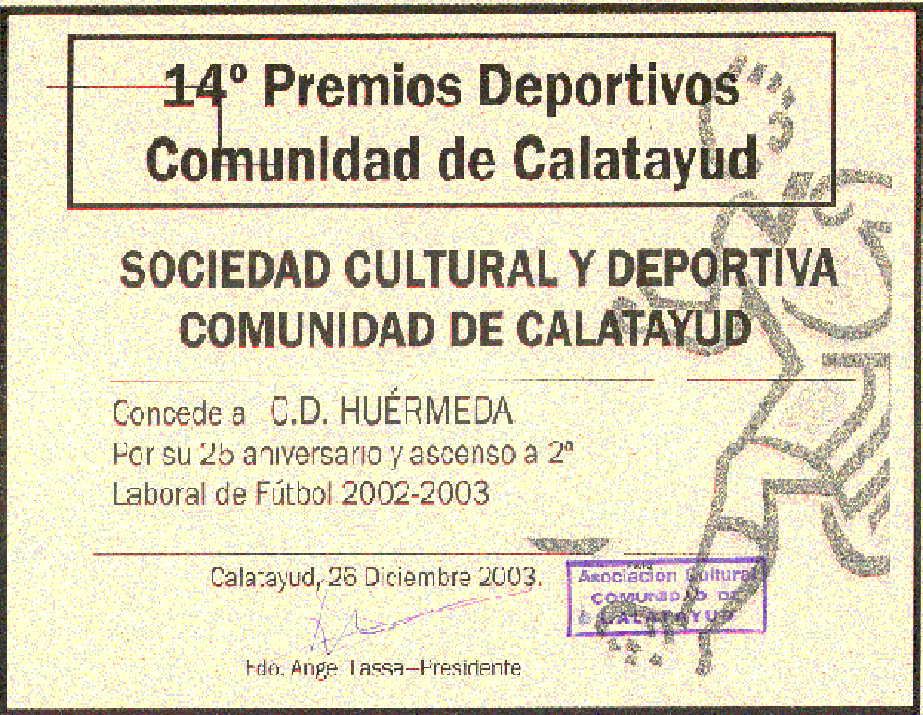 14º Premios Deportivos
Comunidad de Calatayud
SOCIEDAD CULTURAL Y DEPORTIVA
COMUNIDAD DE CALATAYUD
Concede a C.D. HUÉRMEDA
Por su 25 aniversario y ascenso a 2ª
Laboral de Fútbol 2002-2003
Calatayud, 26 Diciembre 2003.
Asociacion Cultural
COMUNIDAD DE
CALATAYUD
Fdo. Angel Lassa-Presidente